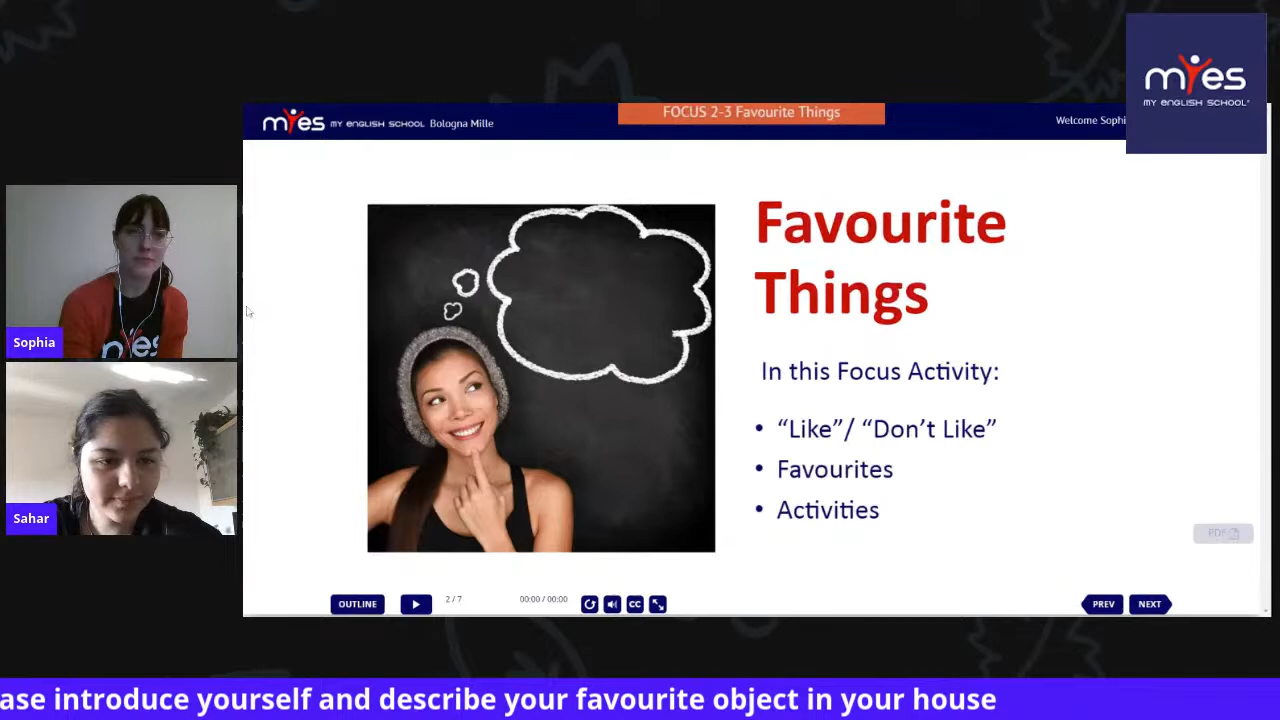 myes
MY ENGLISH SCHOOL
myes MY ENGLISH SCHOOL Bologna Mille
FOCUS 2-3 Favourite Things
Welcome Sophi
Favourite
Things
In this Focus Activity:
• “Like”/ “Don’t Like”
• Favourites
• Activities
myes
Sophia
Sahar
PDF
OUTLINE
2 / 7
00:00 / 00:00
CC
PREV
NEXT
ase introduce yourself and describe your favourite object in your house